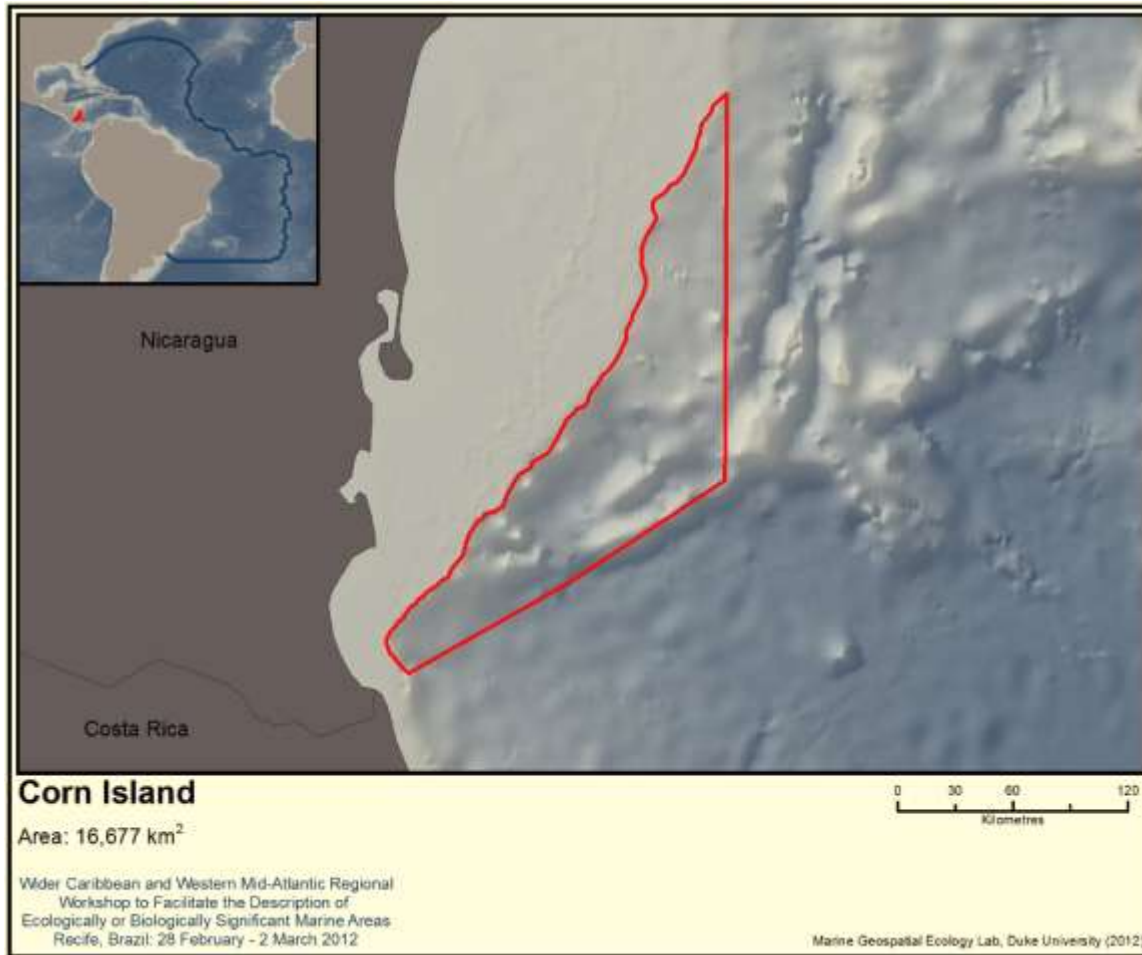 Nicaragua
Costa Rica
Corn Island
Area: 16,677 km²
0 30 60 120
Kilometres
Wider Caribbean and Western Mid-Atlantic Regional
Workshop to Facilitate the Description of
Ecologically or Biologically Significant Marine Areas
Recife, Brazil: 28 February - 2 March 2012
Marine Geospatial Ecology Lab, Duke University (2012)